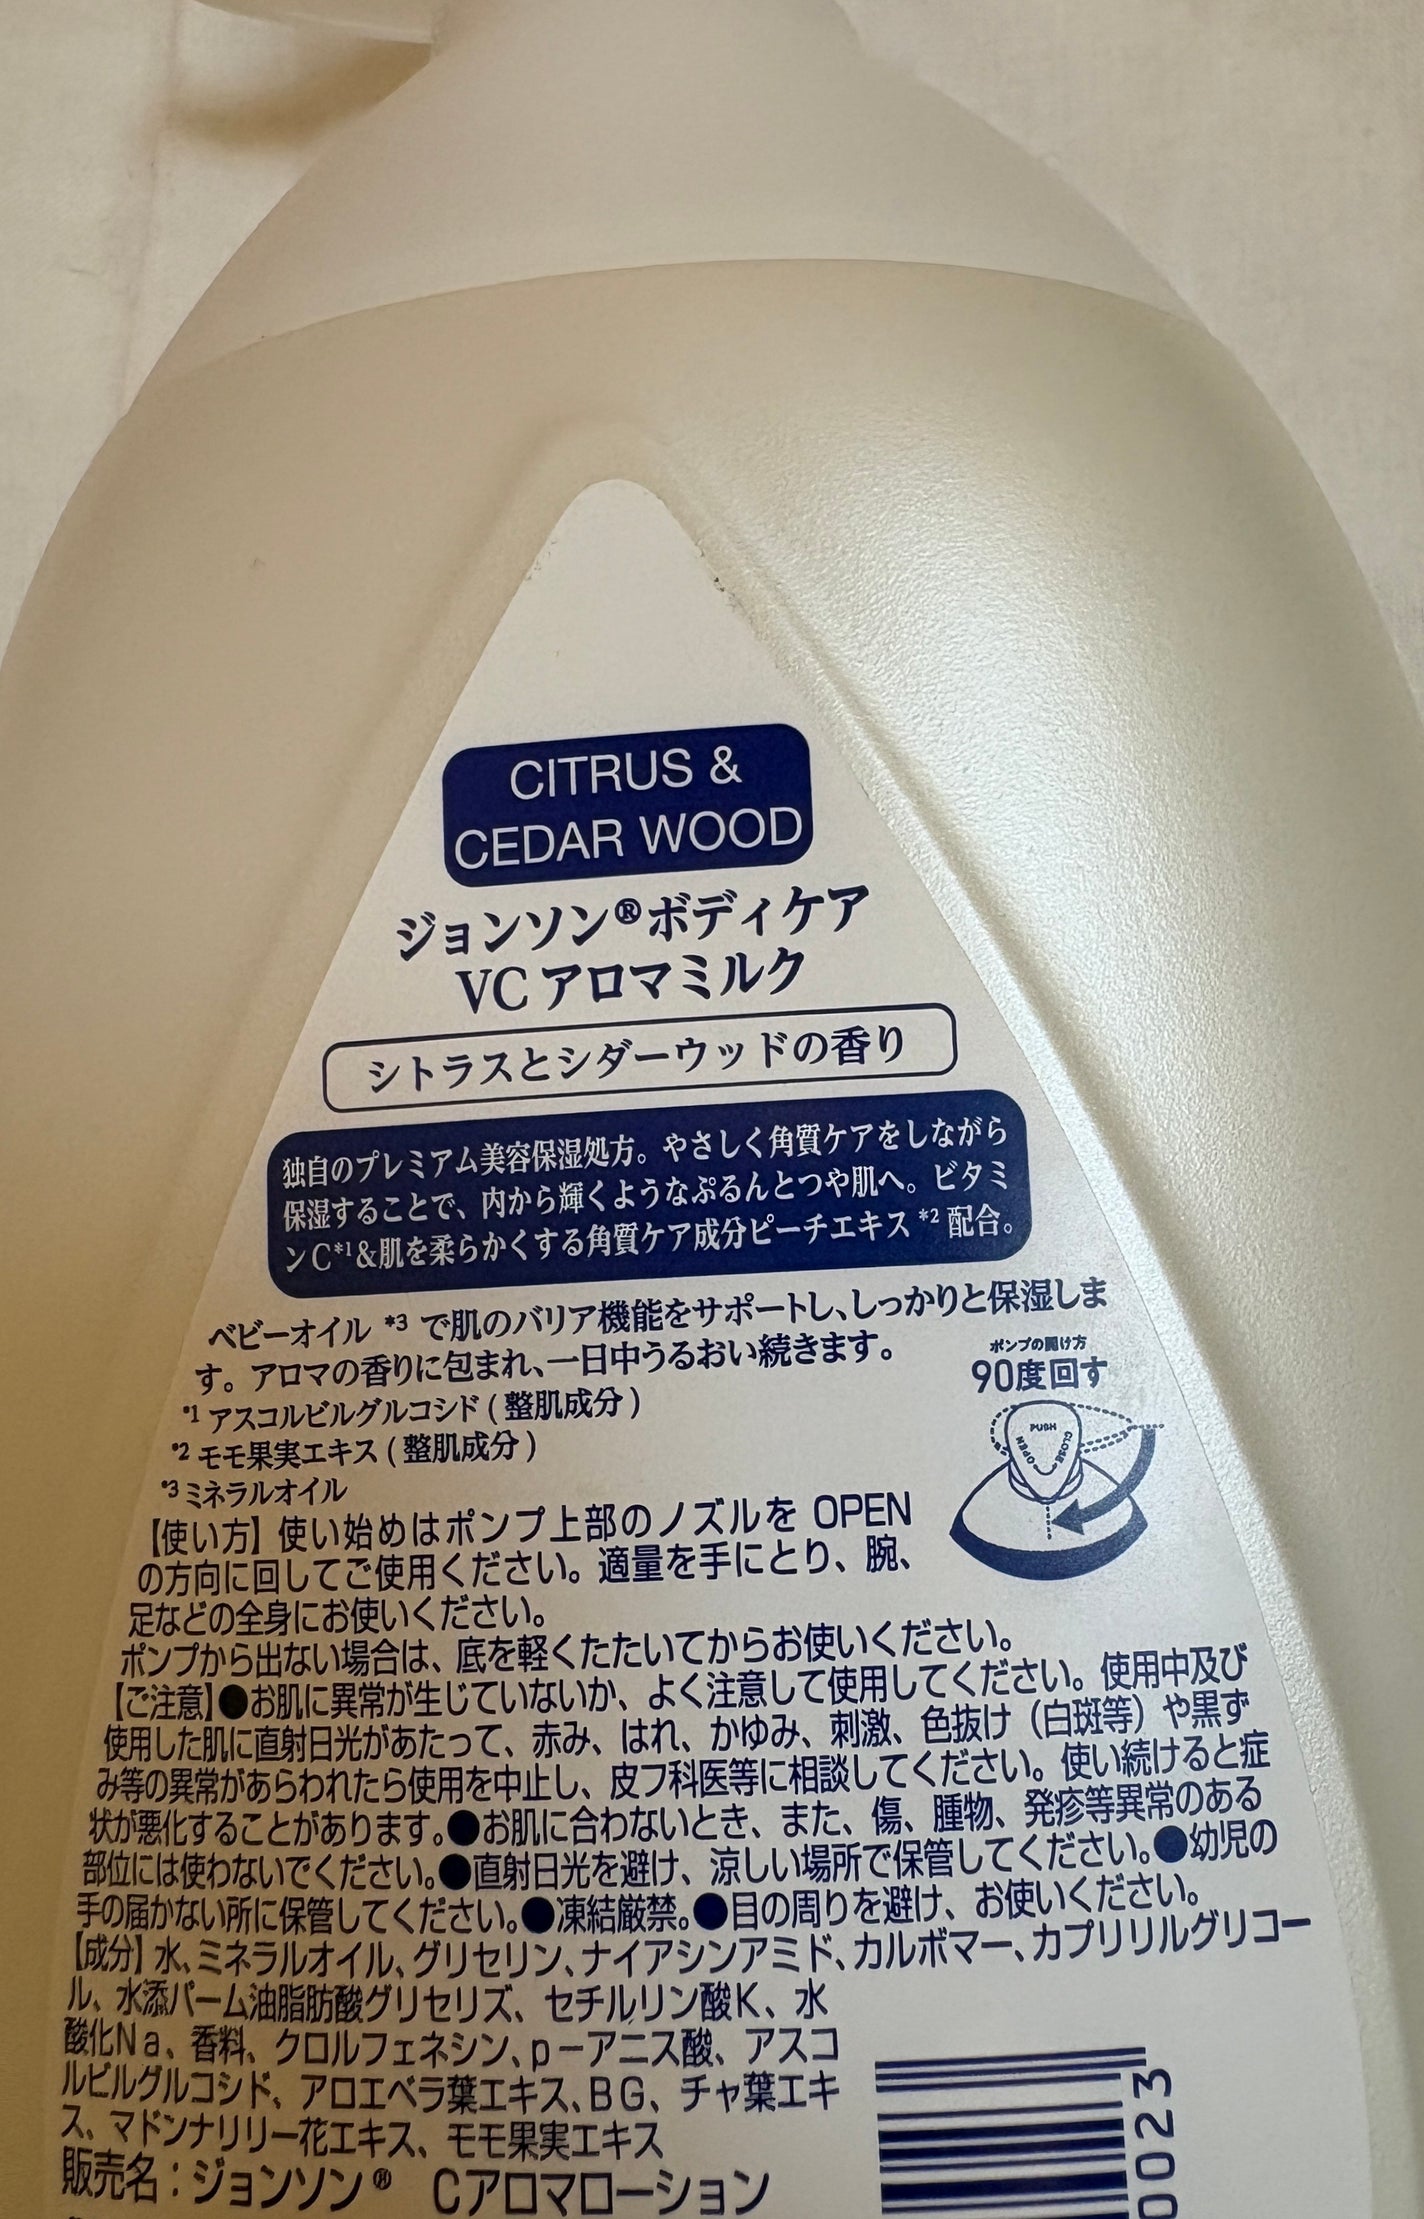 CITRUS &
CEDAR WOOD
ジョンソン®ボディケア
VCアロマミルク
シトラスとシダーウッドの香り
独自のプレミアム美容保湿処方。やさしく角質ケアをしながら
保湿することで、内から輝くようなぷるんとつや肌へ。ビタミ
ンC*1&肌を柔らかくする角質ケア成分ピーチエキス*2配合。
ベビーオイル*3で肌のバリア機能をサポートし、しっかりと保湿しま
す。アロマの香りに包まれ、一日中うるおい続きます。
*1 アスコルビルグルコシド(整肌成分)
*2 モモ果実エキス(整肌成分)
*3 ミネラルオイル
ポンプの開け方
90度回す
PUSH
OPEN
CLOSE
【使い方】使い始めはポンプ上部のノズルを OPEN
の方向に回してご使用ください。適量を手にとり、腕、
足などの全身にお使いください。
ポンプから出ない場合は、底を軽くたたいてからお使いください。
【ご注意】●お肌に異常が生じていないか、よく注意して使用してください。使用中及び
使用した肌に直射日光があたって、赤み、はれ、かゆみ、刺激、色抜け（白斑等）や黒ず
み等の異常があらわれたら使用を中止し、皮フ科医等に相談してください。使い続けると症
状が悪化することがあります。●お肌に合わないとき、また、傷、腫物、発疹等異常のある
部位には使わないでください。●直射日光を避け、涼しい場所で保管してください。●幼児の
手の届かない所に保管してください。●凍結厳禁。●目の周りを避け、お使いください。
【成分】水、ミネラルオイル、グリセリン、ナイアシンアミド、カルボマー、カプリリルグリコー
ル、水添パーム油脂肪酸グリセリズ、セチルリン酸K、水
酸化Na、香料、クロルフェネシン、p－アニス酸、アスコ
ルビルグルコシド、アロエベラ葉エキス、BG、チャ葉エキ
ス、マドンナリリー花エキス、モモ果実エキス
販売名：ジョンソン® Cアロマローション
0023